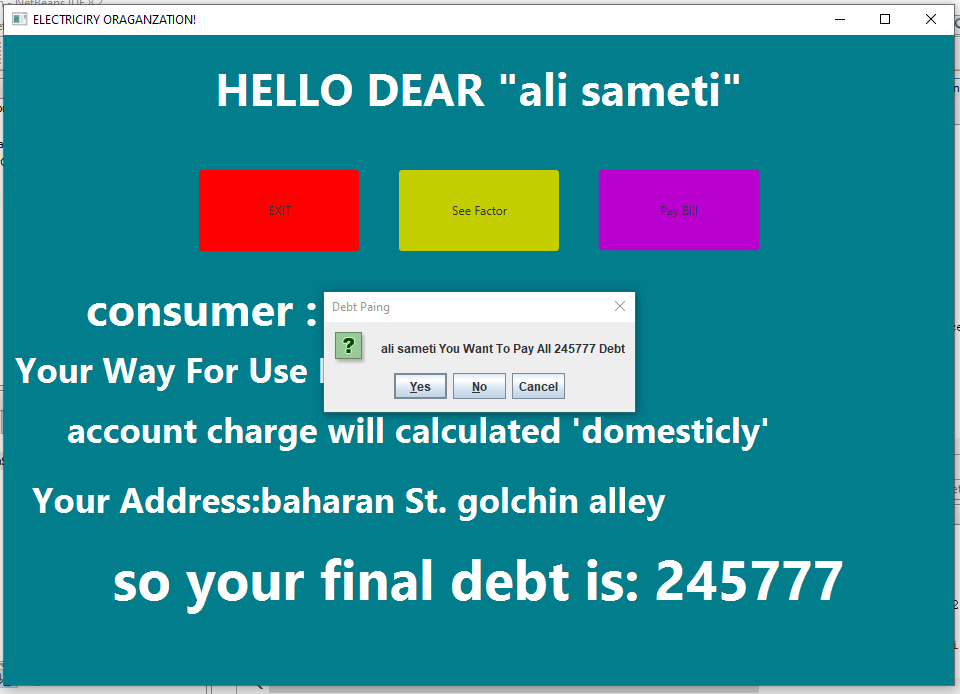 ELECTRICIRY ORAGANZATION!
HELLO DEAR "ali sameti"
EXIT
See Factor
Pay Bill
consumer :
Debt Paing
ali sameti You Want To Pay All 245777 Debt
Yes
No
Cancel
Your Way For Use
account charge will calculated 'domesticly'
Your Address:baharan St. golchin alley
so your final debt is: 245777